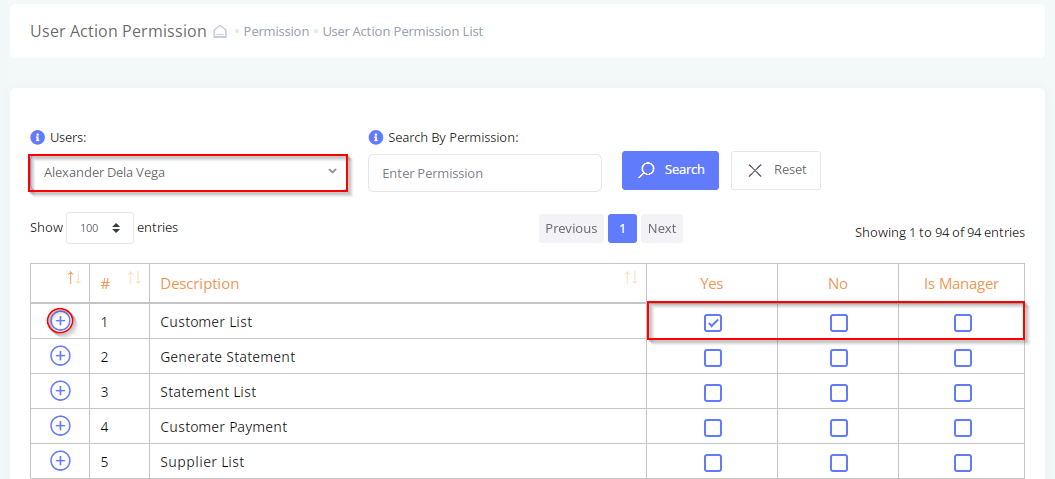 User Action Permission • Permission • User Action Permission List
Users: Search By Permission:
Alexander Dela Vega Enter Permission Search Reset
Show 100 entries Previous 1 Next Showing 1 to 94 of 94 entries
# Description Yes No Is Manager
1 Customer List
2 Generate Statement
3 Statement List
4 Customer Payment
5 Supplier List